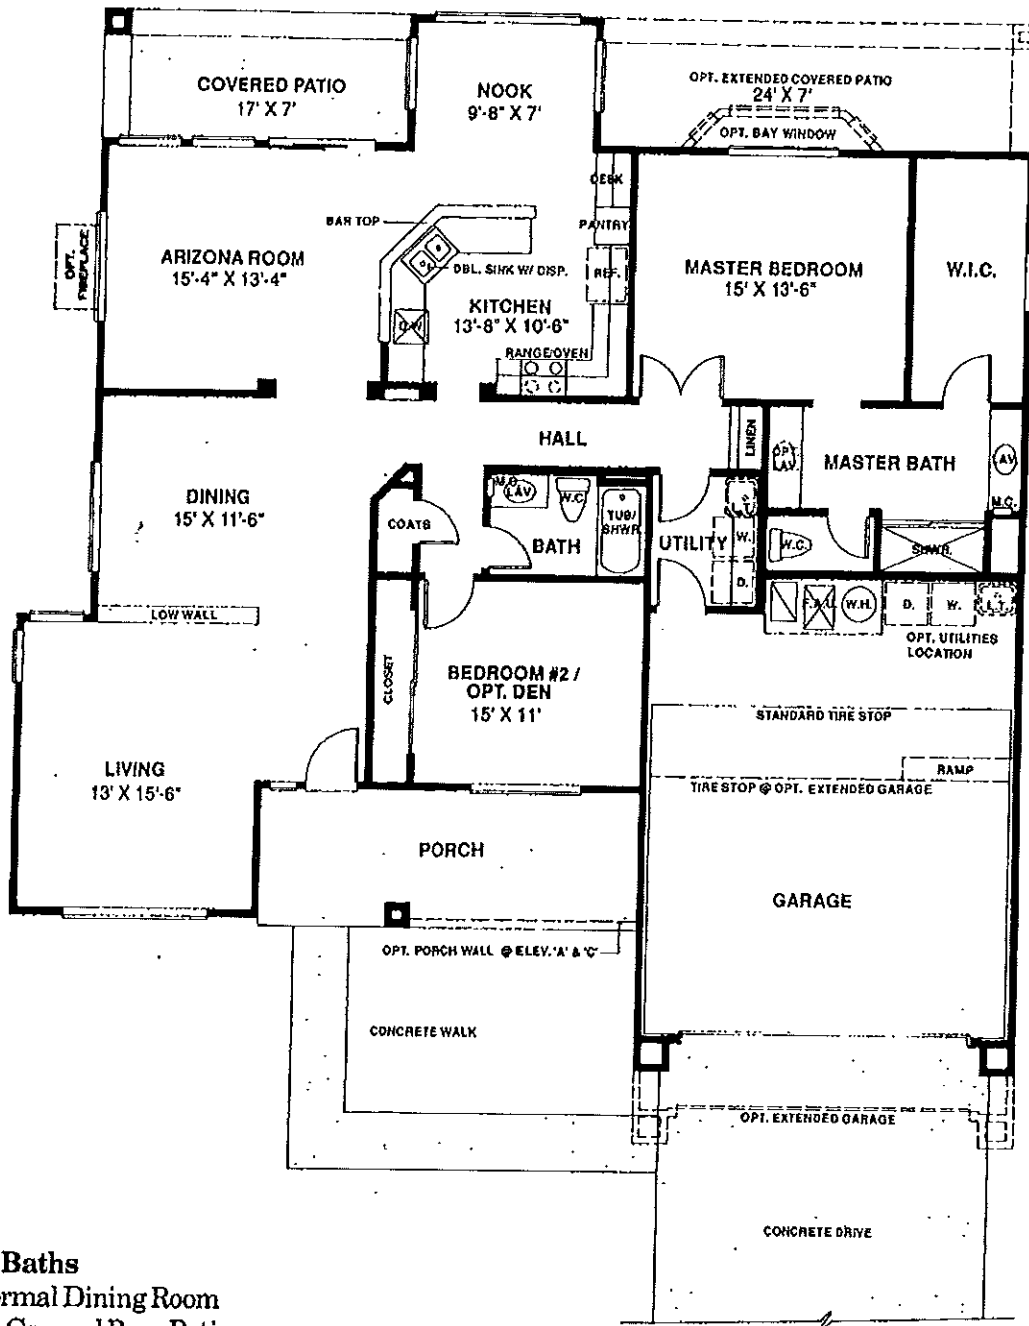 COVERED PATIO
17' X 7'
NOOK
9'-8" X 7'
OPT. EXTENDED COVERED PATIO
24' X 7'
OPT. BAY WINDOW
DESK
PANTRY
REF.
BAR TOP
DBL. SINK W/ DISP.
D.W.
KITCHEN
13'-8" X 10'-6"
RANGE/OVEN
OPT.
FIREPLACE
ARIZONA ROOM
15'-4" X 13'-4"
MASTER BEDROOM
15' X 13'-6"
W.I.C.
HALL
LINEN
OPT.
LAV.
MASTER BATH
LAV.
M.C.
DINING
15' X 11'-6"
COATS
M.C.
LAV.
W.C.
TUB/
SHWR.
BATH
UTILITY
L.T.
W.
D.
W.C.
SHWR.
F.A.U.
W.H.
D.
W.
L.T.
OPT. UTILITIES
LOCATION
LOW WALL
CLOSET
BEDROOM #2 /
OPT. DEN
15' X 11'
STANDARD TIRE STOP
RAMP
TIRE STOP @ OPT. EXTENDED GARAGE
LIVING
13' X 15'-6"
PORCH
GARAGE
OPT. PORCH WALL @ ELEV. 'A' & 'C'
CONCRETE WALK
OPT. EXTENDED GARAGE
CONCRETE DRIVE
Baths
rmal Dining Room